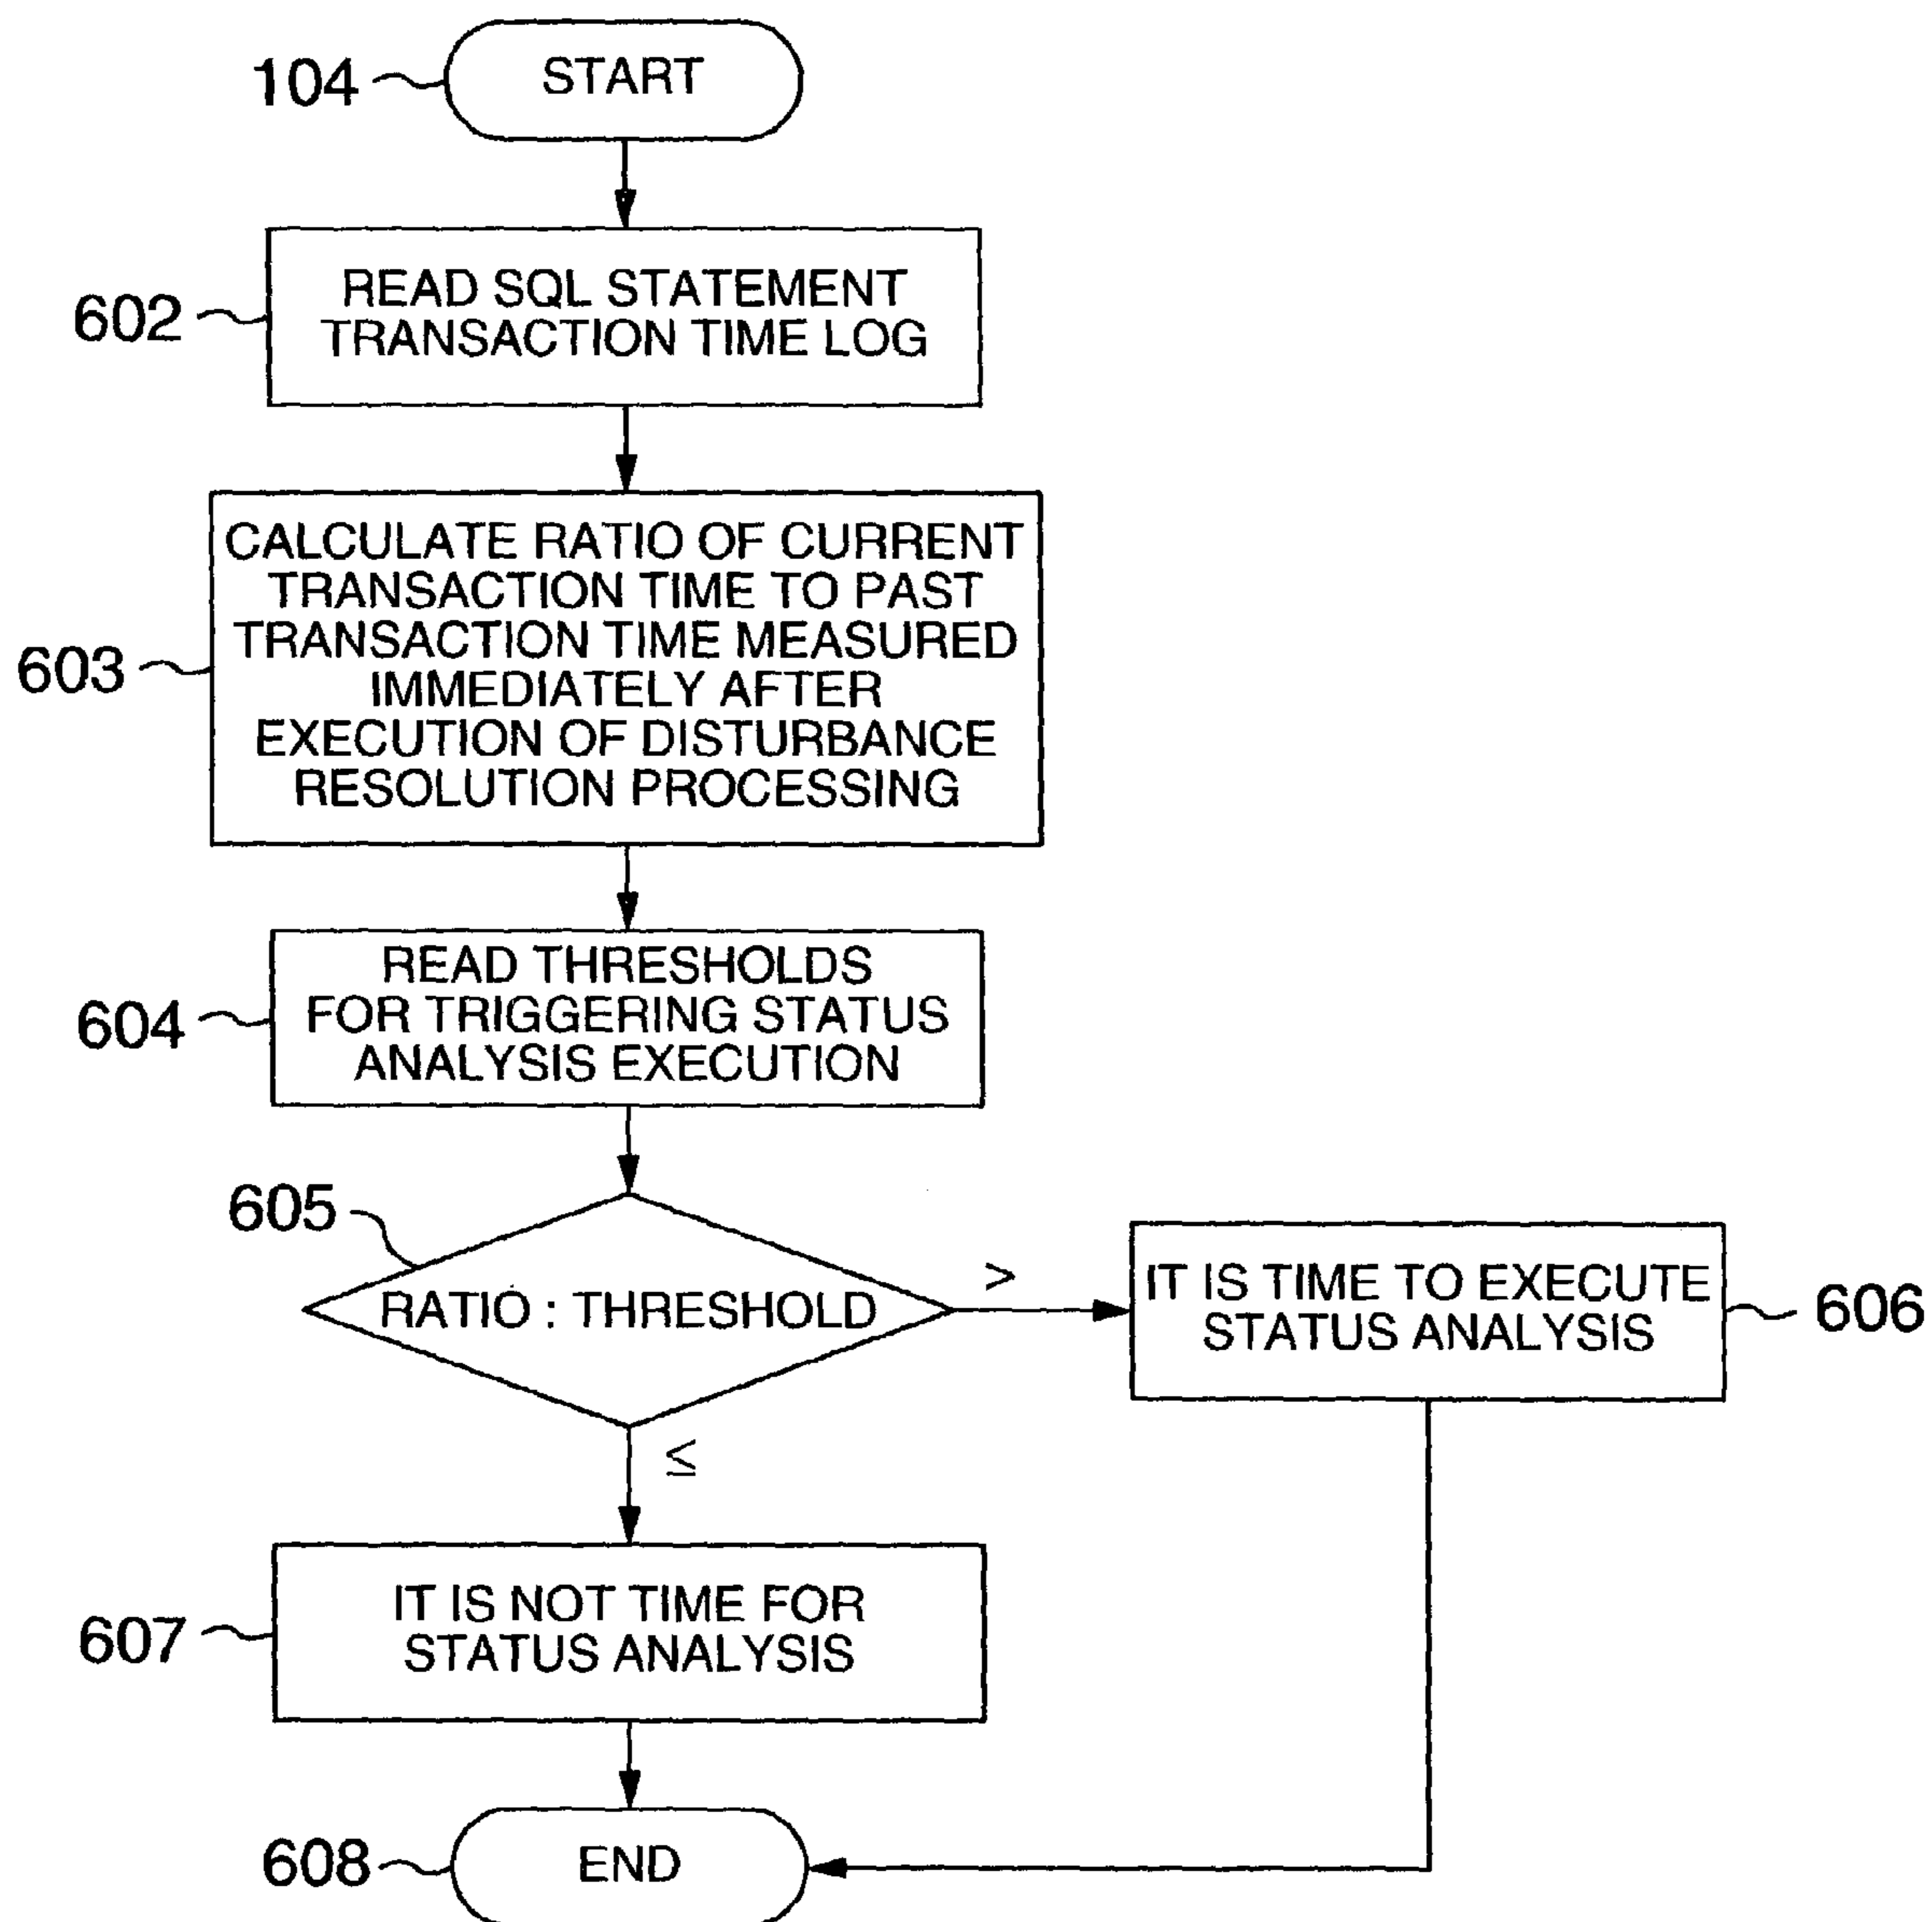 104
START
602
READ SQL STATEMENT
TRANSACTION TIME LOG
603
CALCULATE RATIO OF CURRENT
TRANSACTION TIME TO PAST
TRANSACTION TIME MEASURED
IMMEDIATELY AFTER
EXECUTION OF DISTURBANCE
RESOLUTION PROCESSING
604
READ THRESHOLDS
FOR TRIGGERING STATUS
ANALYSIS EXECUTION
605
RATIO : THRESHOLD
>
IT IS TIME TO EXECUTE
STATUS ANALYSIS
606
≤
607
IT IS NOT TIME FOR
STATUS ANALYSIS
608
END